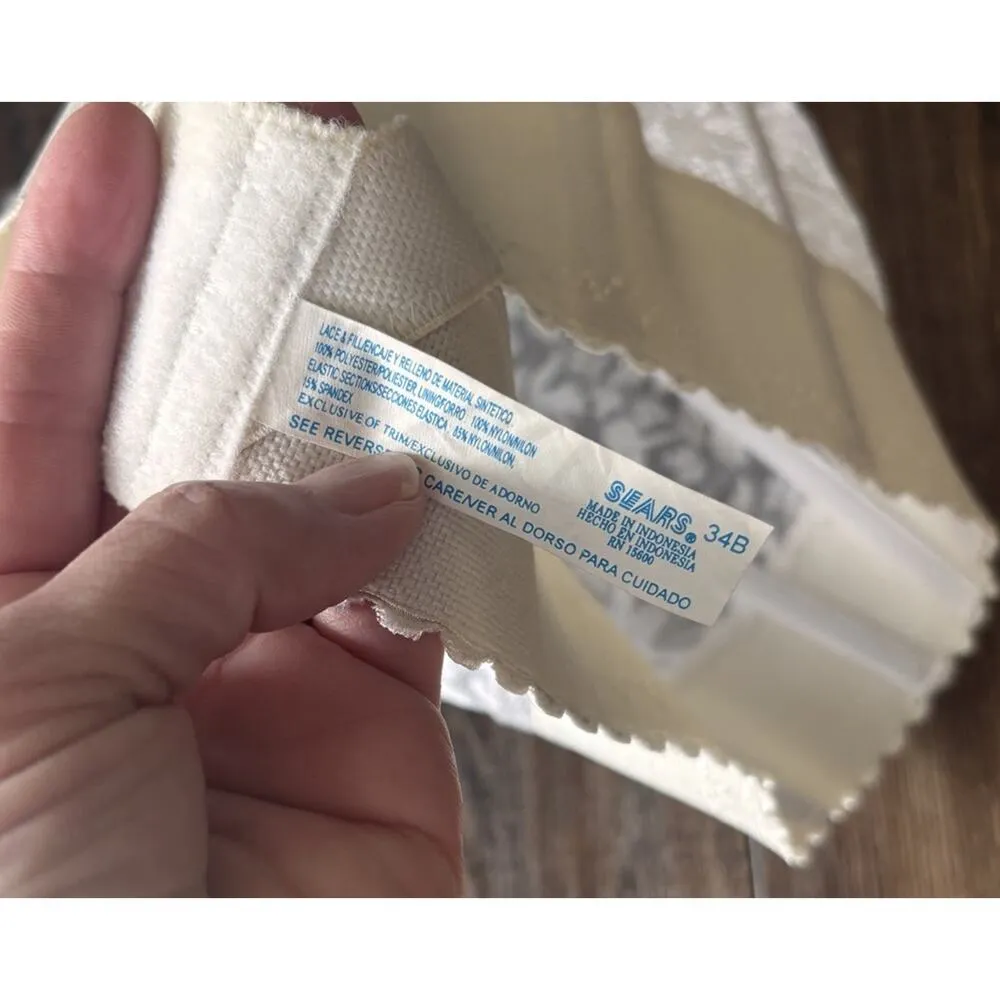 LACE & FILL/ENCAJE Y RELLENO DE MATERIAL SINTETICO
100% POLYESTER/POLIESTER, LINING/FORRO 100% NYLON/NILON
ELASTIC SECTIONS/SECCIONES ELASTICA 85% NYLON/NILON,
15% SPANDEX
EXCLUSIVE OF TRIM/EXCLUSIVO DE ADORNO
SEE REVERSE CARE/VER AL DORSO PARA CUIDADO
SEARS® 34B
MADE IN INDONESIA
HECHO EN INDONESIA
RN 15600